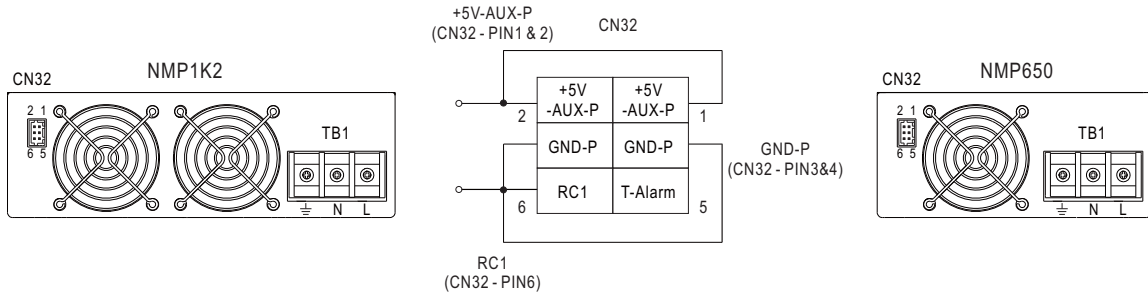 +5V-AUX-P
(CN32 - PIN1 & 2)
CN32
NMP1K2
CN32
2 1
6 5
TB1
N L
+5V
-AUX-P
+5V
-AUX-P
2
1
GND-P
GND-P
RC1
T-Alarm
6
5
GND-P
(CN32 - PIN3&4)
RC1
(CN32 - PIN6)
NMP650
CN32
2 1
6 5
TB1
N L